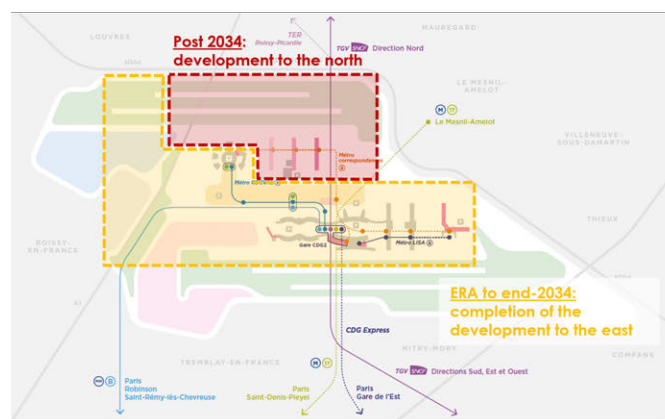 LOUVRES
TER
Roissy-Picardie
MAUREGARD
TGV SNCF Direction Nord
Post 2034:
development to the north
LE MESNIL-
AMELOT
M 17
Le Mesnil-Amelot
VILLENEUVE-
SOUS-DAMMARTIN
Métro
correspondance
Gare CDG2
Métro LISA
ROISSY-
EN-FRANCE
THIEUX
ERA to end-2034:
completion of the
development to the east
A1
CDG Express
MITRY-MORY
COMPANS
TREMBLAY-EN-FRANCE
M 17
TGV SNCF Directions Sud, Est et Ouest
B
Paris
Robinson
Saint-Rémy-lès-Chevreuse
Paris
Saint-Denis-Pleyel
Paris
Gare de l'Est